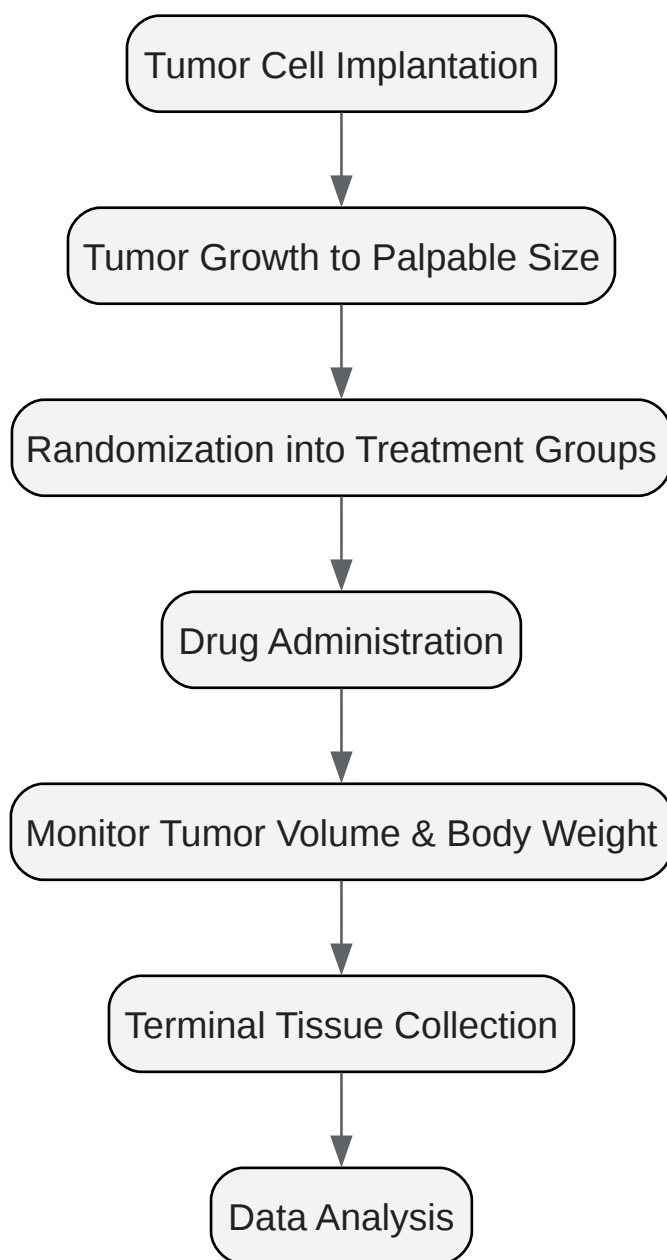 Tumor Cell Implantation
Tumor Growth to Palpable Size
Randomization into Treatment Groups
Drug Administration
Monitor Tumor Volume & Body Weight
Terminal Tissue Collection
Data Analysis